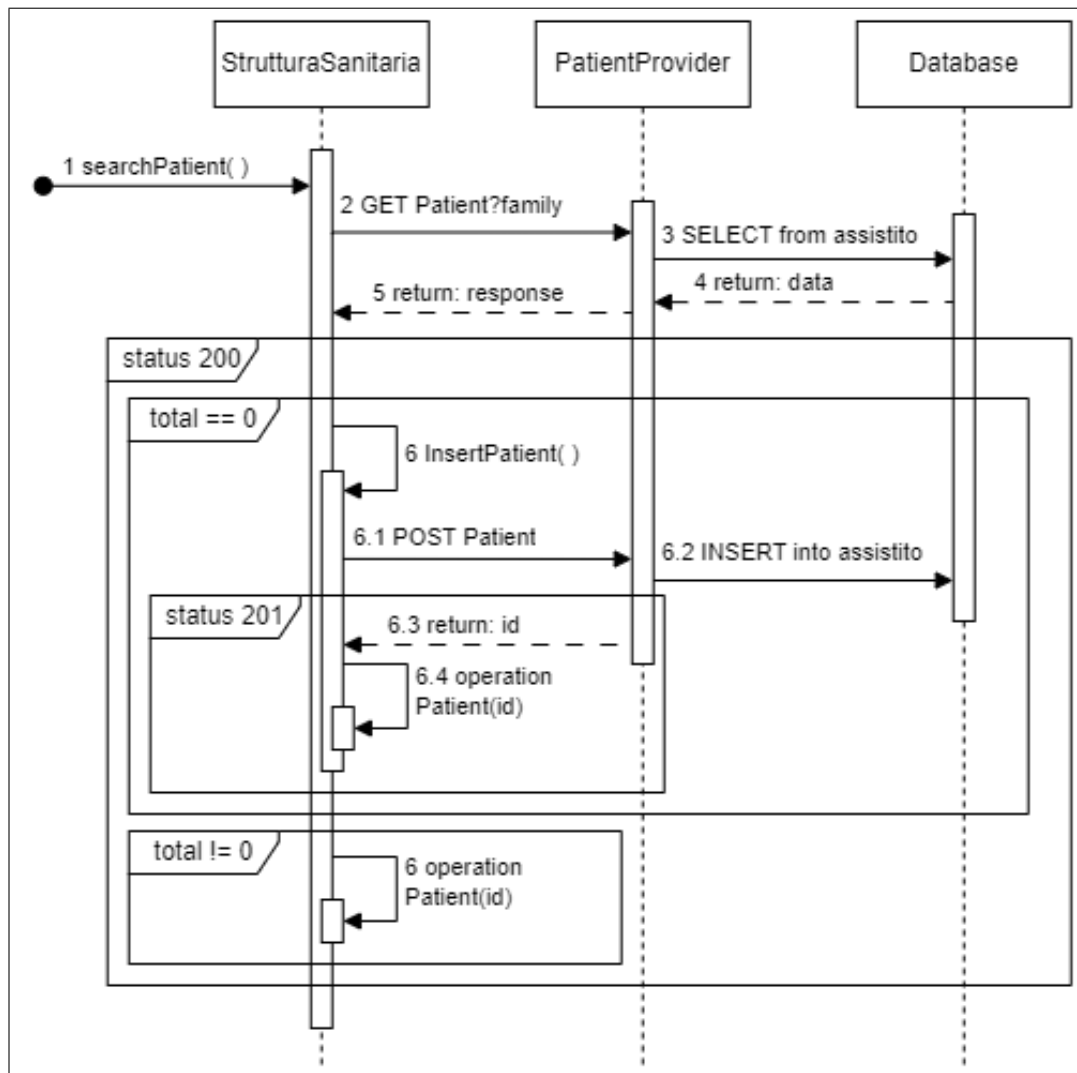 StrutturaSanitaria
PatientProvider
Database
1 searchPatient( )
2 GET Patient?family
3 SELECT from assistito
4 return: data
5 return: response
status 200
total == 0
6 InsertPatient( )
6.1 POST Patient
6.2 INSERT into assistito
status 201
6.3 return: id
6.4 operation
Patient(id)
total != 0
6 operation
Patient(id)